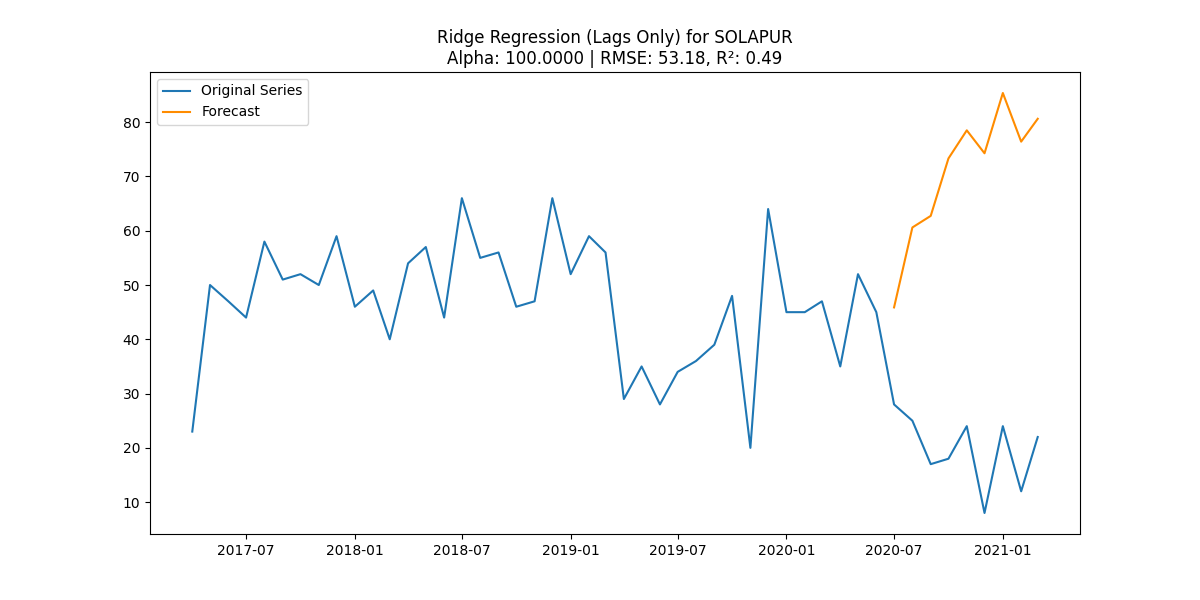 Ridge Regression (Lags Only) for SOLAPUR
Alpha: 100.0000 | RMSE: 53.18, R²: 0.49
Original Series
Forecast
80
70
60
50
40
30
20
10
2017-07 2018-01 2018-07 2019-01 2019-07 2020-01 2020-07 2021-01